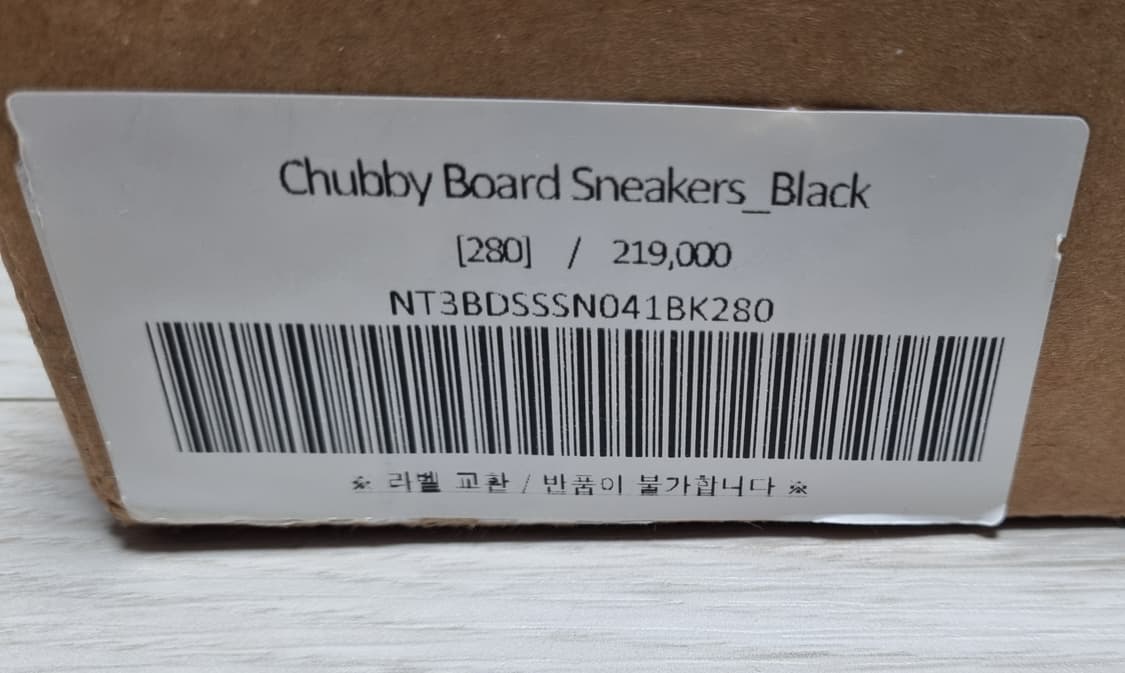 Chubby Board Sneakers_Black
[280] / 219,000
NT3BDSSSN041BK280
※ 라벨 교환 / 반품이 불가합니다 ※